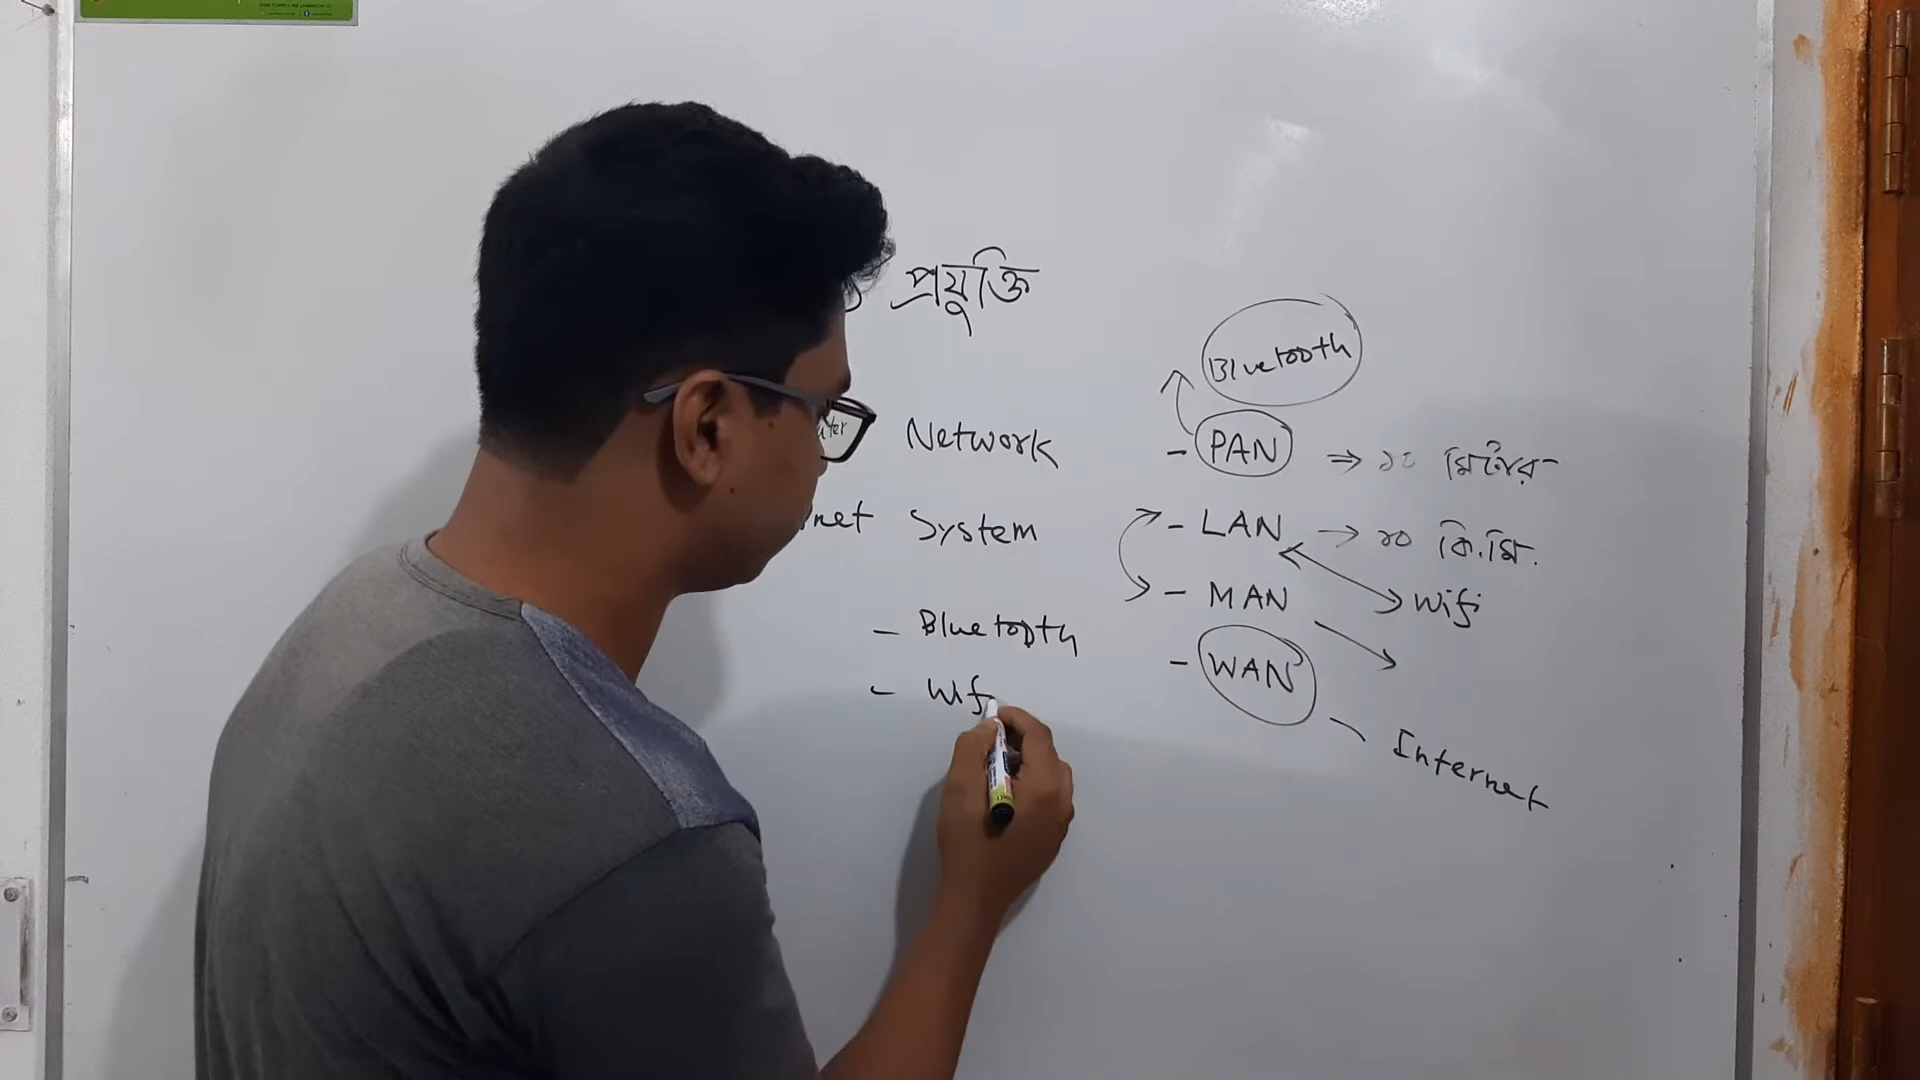 প্রযুক্তি
Bluetooth
Network
- PAN ⇒ ১০ মিটার
System
- LAN → ১০ কি.মি.
- MAN
Wifi
- Bluetooth
- WAN
- Wif
Internet